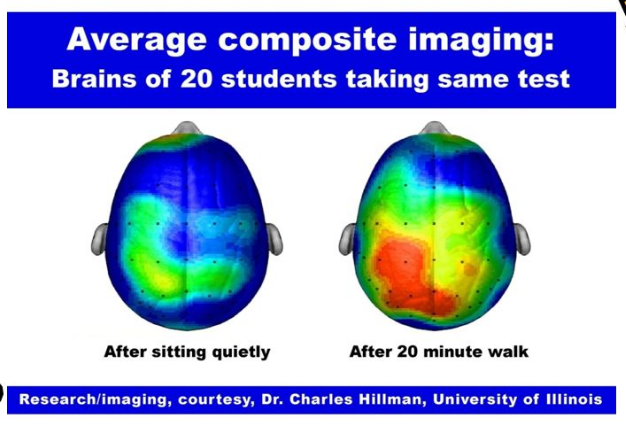 Average composite imaging:
Brains of 20 students taking same test
After sitting quietly
After 20 minute walk
Research/imaging, courtesy, Dr. Charles Hillman, University of Illinois